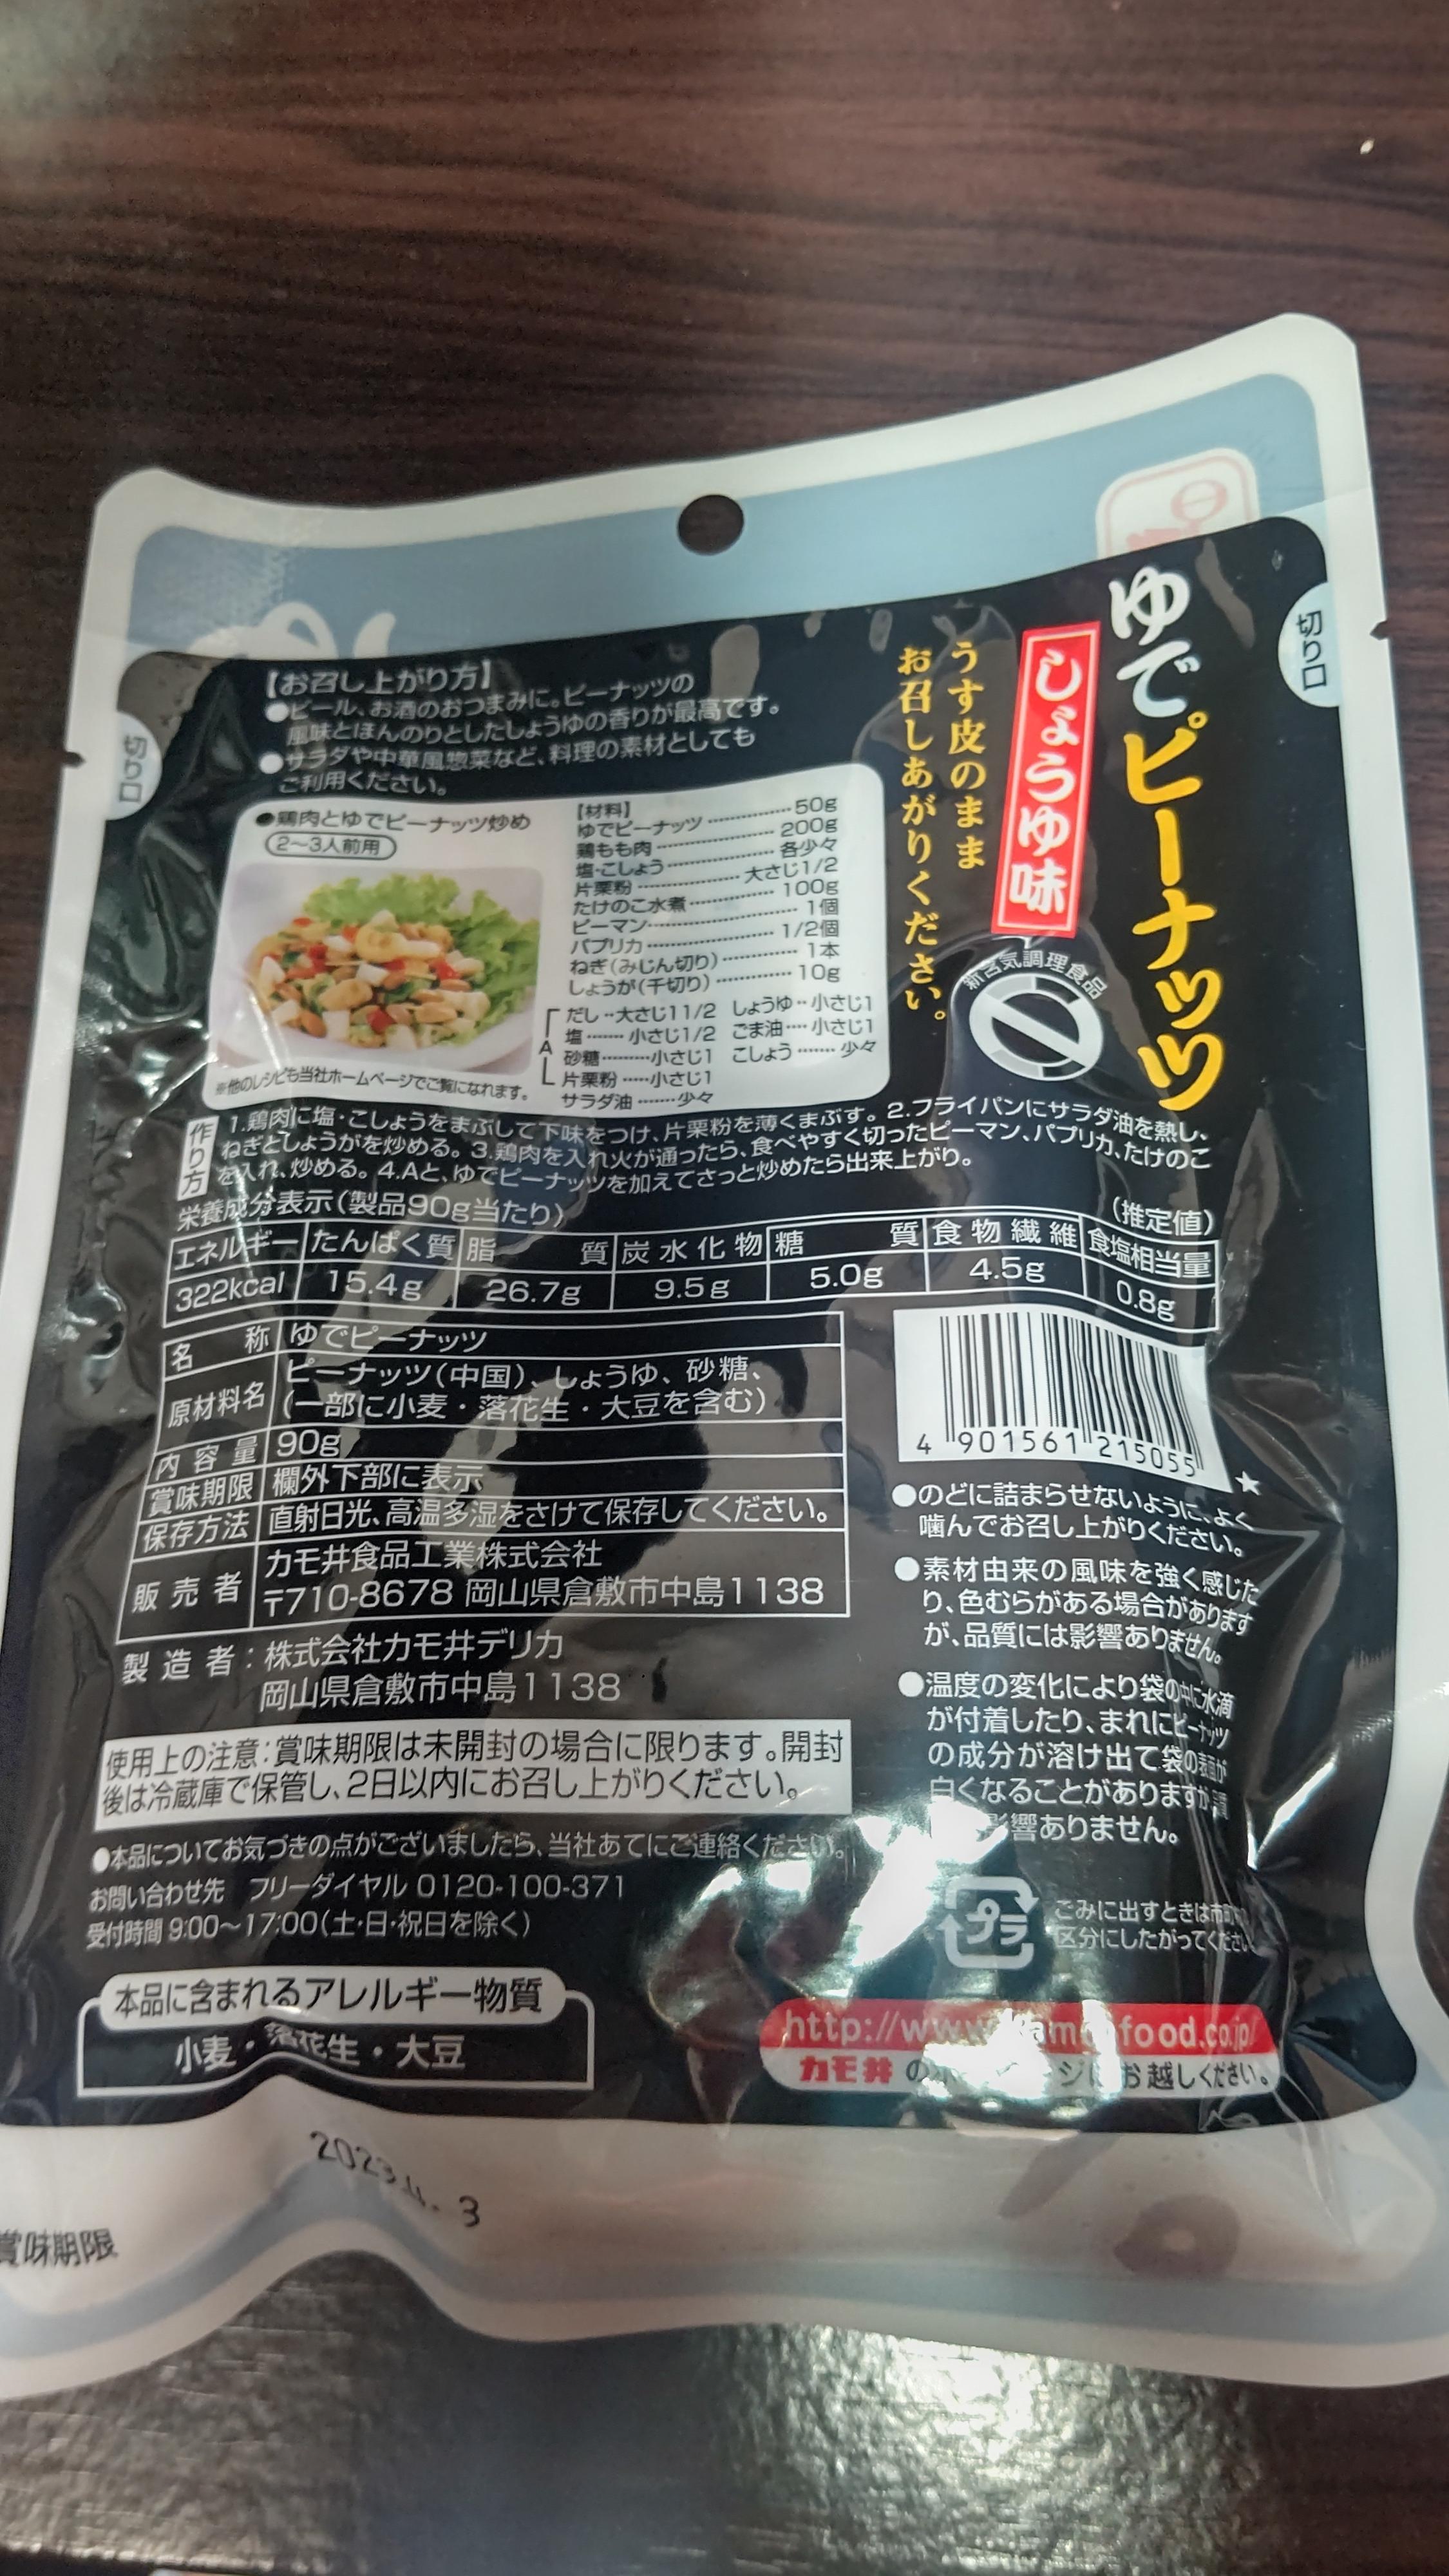 ゆでピーナッツ
しょうゆ味
うす皮のまま
お召しあがりください。
切り口
切り口
新含気調理食品
【お召し上がり方】
●ビール、お酒のおつまみに。ピーナッツの
風味とほんのりとしたしょうゆの香りが最高です。
●サラダや中華風惣菜など、料理の素材としても
ご利用ください。
●鶏肉とゆでピーナッツ炒め
2〜3人前用
【材料】
ゆでピーナッツ…………50g
鶏もも肉……………200g
塩・こしょう……………各少々
片栗粉……………大さじ1/2
たけのこ水煮……………100g
ピーマン……………1個
パプリカ……………1/2個
ねぎ(みじん切り)…………1本
しょうが(千切り)…………10g
A
だし‥大さじ1 1/2 しょうゆ‥小さじ1
塩……小さじ1/2 ごま油…小さじ1
砂糖………小さじ1 こしょう……少々
片栗粉……小さじ1
サラダ油……少々
※他のレシピも当社ホームページでご覧になれます。
作り方
1.鶏肉に塩・こしょうをまぶして下味をつけ、片栗粉を薄くまぶす。2.フライパンにサラダ油を熱し、
ねぎとしょうがを炒める。3.鶏肉を入れ火が通ったら、食べやすく切ったピーマン、パプリカ、たけのこ
を入れ、炒める。4.Aと、ゆでピーナッツを加えてさっと炒めたら出来上がり。
栄養成分表示(製品90g当たり) (推定値)
エネルギー たんぱく質 脂質 炭水化物 糖質 食物繊維 食塩相当量
322kcal 15.4g 26.7g 9.5g 5.0g 4.5g 0.8g
名称 ゆでピーナッツ
原材料名 ピーナッツ(中国)、しょうゆ、砂糖、
(一部に小麦・落花生・大豆を含む)
内容量 90g
賞味期限 欄外下部に表示
保存方法 直射日光、高温多湿をさけて保存してください。
販売者 カモ井食品工業株式会社
〒710-8678 岡山県倉敷市中島1138
製造者:株式会社カモ井デリカ
岡山県倉敷市中島1138
使用上の注意:賞味期限は未開封の場合に限ります。開封
後は冷蔵庫で保管し、2日以内にお召し上がりください。
●本品についてお気づきの点がございましたら、当社あてにご連絡ください。
お問い合わせ先 フリーダイヤル 0120-100-371
受付時間 9:00〜17:00(土・日・祝日を除く)
本品に含まれるアレルギー物質
小麦・落花生・大豆
4 901561 215055
★
●のどに詰まらせないように、よく
噛んでお召し上がりください。
●素材由来の風味を強く感じた
り、色むらがある場合があります
が、品質には影響ありません。
●温度の変化により袋の中に水滴
が付着したり、まれにピーナッツ
の成分が溶け出て袋の表面が
白くなることがありますが
影響ありません。
プラ
ごみに出すときは市町
区分にしたがってください
food.co.jp/
カモ井 お越しください。
2023.11.3
賞味期限